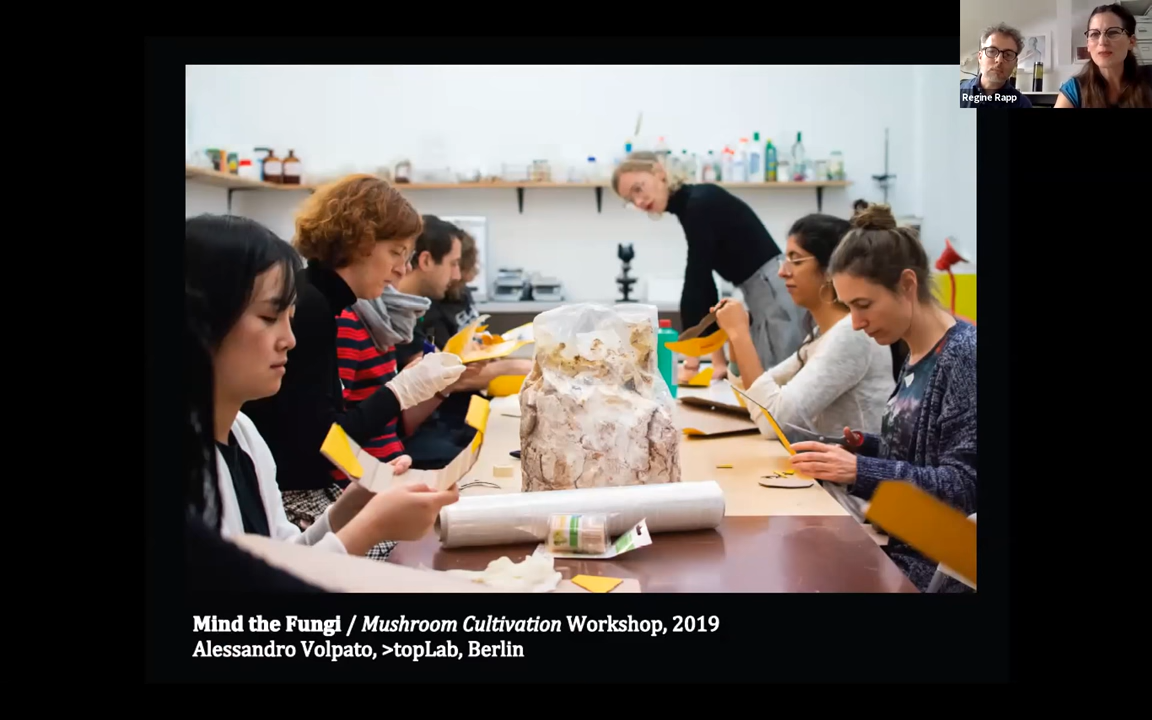 Regine Rapp
Mind the Fungi / Mushroom Cultivation Workshop, 2019
Alessandro Volpato, >topLab, Berlin